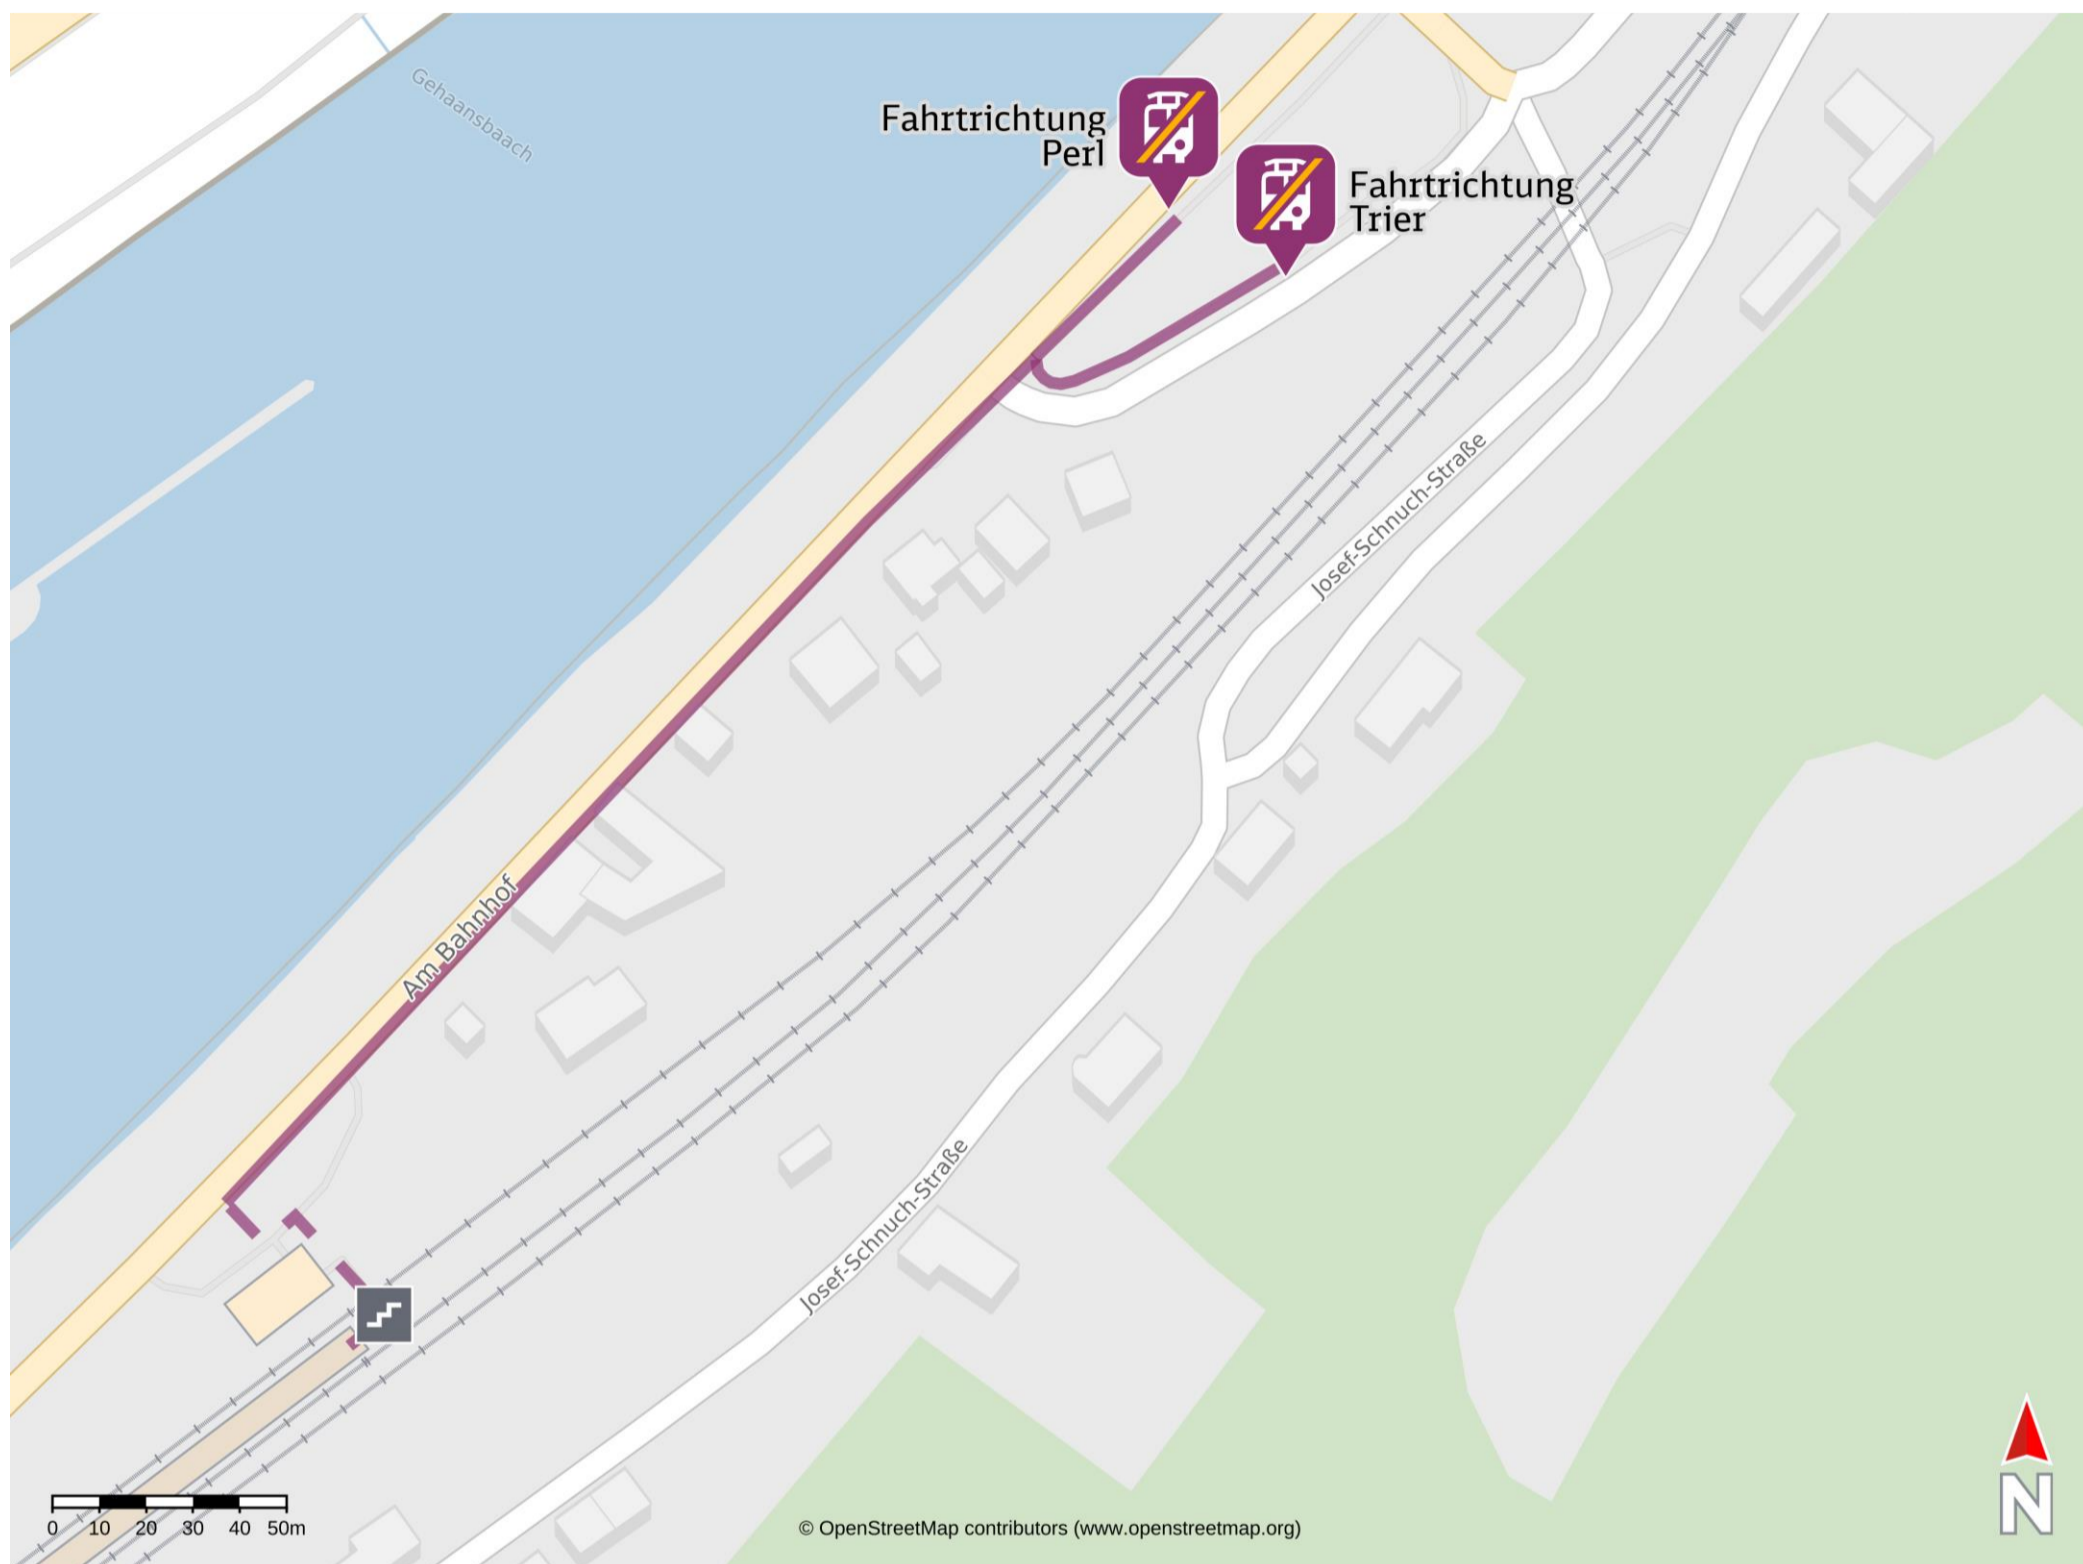 Gehaansbaach
Fahrtrichtung
Perl
Fahrtrichtung
Trier
Josef-Schnuch-Straße
Am Bahnhof
Josef-Schnuch-Straße
0 10 20 30 40 50m
© OpenStreetMap contributors (www.openstreetmap.org)
N